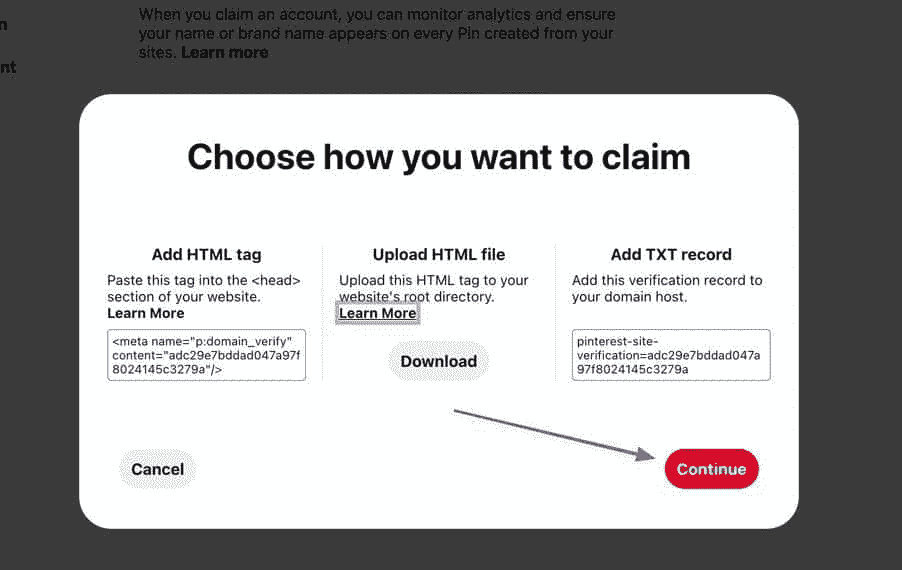 When you claim an account, you can monitor analytics and ensure
n
your name or brand name appears on every Pin created from your
sites. Learn more
nt
Choose how you want to claim
Add HTML tag
Paste this tag into the <head>
section of your website.
Learn More
<meta name="p:domain_verify"
content="adc29e7bddad047a97f
8024145c3279a"/>
Upload HTML file
Upload this HTML tag to your
website's root directory.
Learn More
Download
Add TXT record
Add this verification record to
your domain host.
pinterest-site-
verification=adc29e7bddad047a
97f8024145c3279a
Cancel
Continue